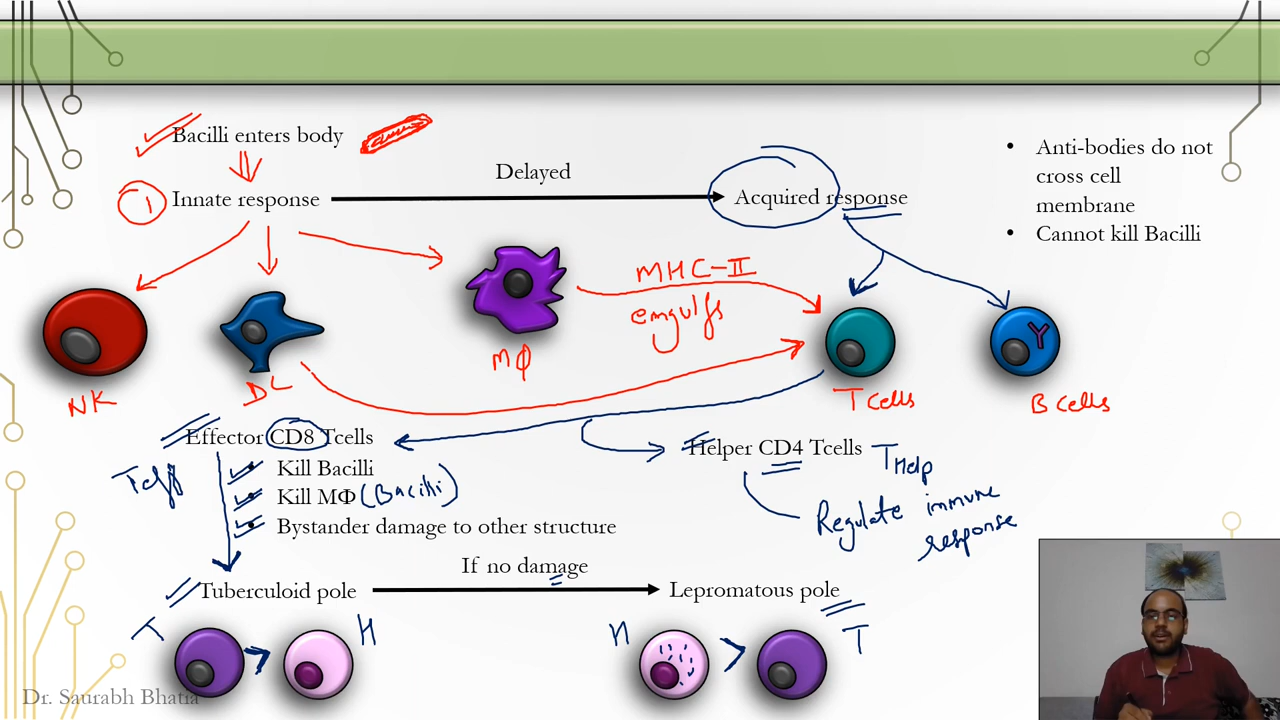 Bacilli enters body
Delayed
Innate response
Acquired response
1
• Anti-bodies do not
cross cell
membrane
• Cannot kill Bacilli
MHC-II
engulfs
NK
DC
MΦ
T Cells
B Cells
Effector CD8 Tcells
Teff
• Kill Bacilli
• Kill MΦ (Bacilli)
• Bystander damage to other structure
Helper CD4 Tcells THelp
Regulate immune
response
If no damage
Tuberculoid pole
Lepromatous pole
T > H
H > T
Dr. Saurabh Bhatia